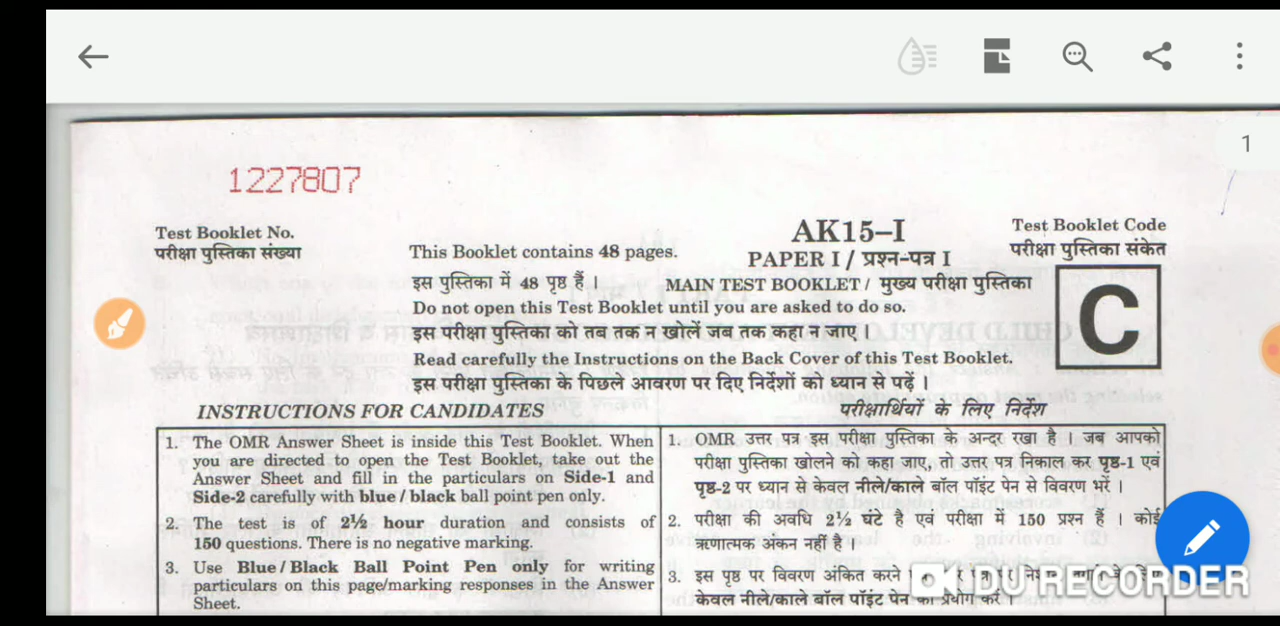 1
1227807
Test Booklet No.
परीक्षा पुस्तिका संख्या
This Booklet contains 48 pages.
इस पुस्तिका में 48 पृष्ठ हैं ।
AK15–I
PAPER I / प्रश्न-पत्र I
MAIN TEST BOOKLET / मुख्य परीक्षा पुस्तिका
Test Booklet Code
परीक्षा पुस्तिका संकेत
C
Do not open this Test Booklet until you are asked to do so.
इस परीक्षा पुस्तिका को तब तक न खोलें जब तक कहा न जाए ।
Read carefully the Instructions on the Back Cover of this Test Booklet.
इस परीक्षा पुस्तिका के पिछले आवरण पर दिए निर्देशों को ध्यान से पढ़ें ।
INSTRUCTIONS FOR CANDIDATES
1. The OMR Answer Sheet is inside this Test Booklet. When
you are directed to open the Test Booklet, take out the
Answer Sheet and fill in the particulars on Side-1 and
Side-2 carefully with blue / black ball point pen only.
2. The test is of 2½ hour duration and consists of
150 questions. There is no negative marking.
3. Use Blue / Black Ball Point Pen only for writing
particulars on this page/marking responses in the Answer
Sheet.
परीक्षार्थियों के लिए निर्देश
1. OMR उत्तर पत्र इस परीक्षा पुस्तिका के अन्दर रखा है । जब आपको
परीक्षा पुस्तिका खोलने को कहा जाए, तो उत्तर पत्र निकाल कर पृष्ठ-1 एवं
पृष्ठ-2 पर ध्यान से केवल नीले/काले बॉल पॉइंट पेन से विवरण भरें ।
2. परीक्षा की अवधि 2½ घंटे है एवं परीक्षा में 150 प्रश्न हैं । कोई
ऋणात्मक अंकन नहीं है ।
3. इस पृष्ठ पर विवरण अंकित करने
केवल नीले/काले बॉल पॉइंट पेन का प्रयोग करें ।
DU RECORDER